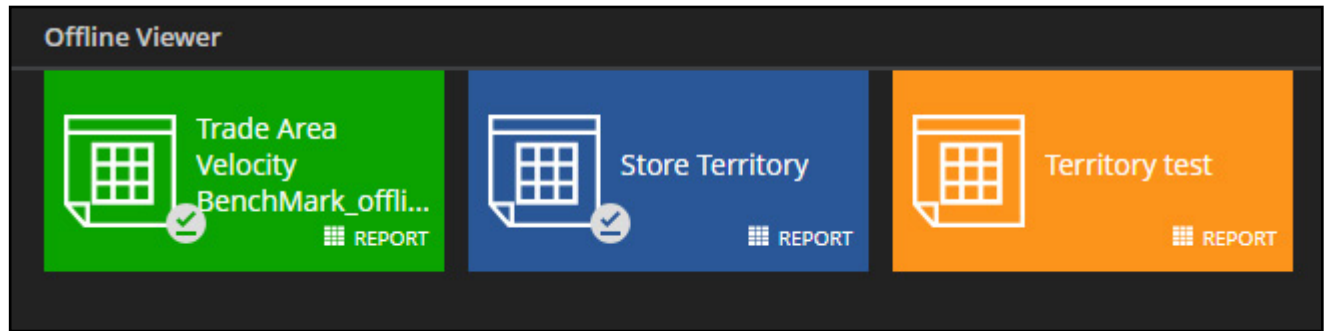 Offline Viewer
Trade Area
Velocity
BenchMark_offli...
REPORT
Store Territory
REPORT
Territory test
REPORT